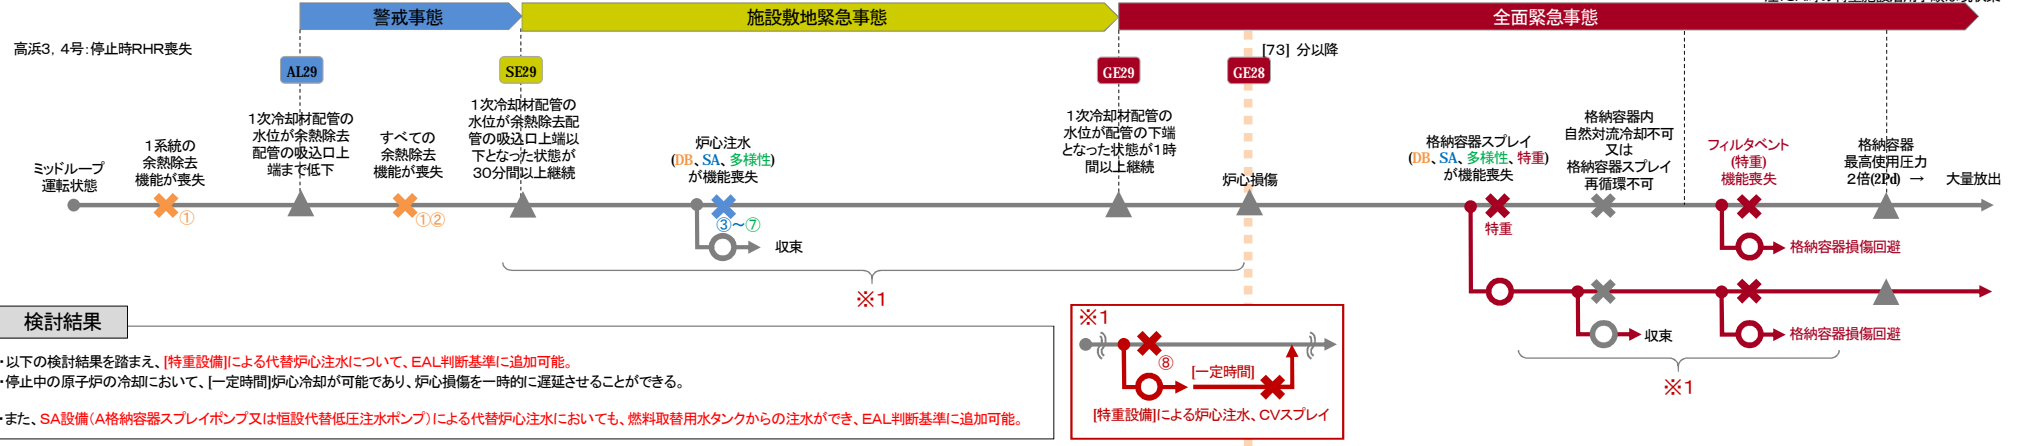 警戒事態
施設敷地緊急事態
全面緊急事態
高浜3，4号：停止時RHR喪失
[73] 分以降
AL29
SE29
GE29
GE28
ミッドループ
運転状態
1系統の
余熱除去
機能が喪失
①
1次冷却材配管の
水位が余熱除去
配管の吸込口上
端まで低下
すべての
余熱除去
機能が喪失
①②
1次冷却材配管の
水位が余熱除去配
管の吸込口上端以
下となった状態が
30分間以上継続
炉心注水
(DB、SA、多様性)
が機能喪失
③～⑦
収束
1次冷却材配管の
水位が配管の下端
となった状態が1時
間以上継続
炉心損傷
格納容器スプレイ
(DB、SA、多様性、特重)
が機能喪失
特重
格納容器内
自然対流冷却不可
又は
格納容器スプレイ
再循環不可
フィルタベント
(特重)
機能喪失
格納容器
最高使用圧力
2倍(2Pd) →
大量放出
格納容器損傷回避
収束
格納容器損傷回避
※1
※1
※1
⑧
[一定時間]
[特重設備]による炉心注水、CVスプレイ
検討結果
・以下の検討結果を踏まえ、[特重設備]による代替炉心注水について、EAL判断基準に追加可能。
・停止中の原子炉の冷却において、[一定時間]炉心冷却が可能であり、炉心損傷を一時的に遅延させることができる。
・また、SA設備（A格納容器スプレイポンプ又は恒設代替低圧注水ポンプ）による代替炉心注水においても、燃料取替用水タンクからの注水ができ、EAL判断基準に追加可能。